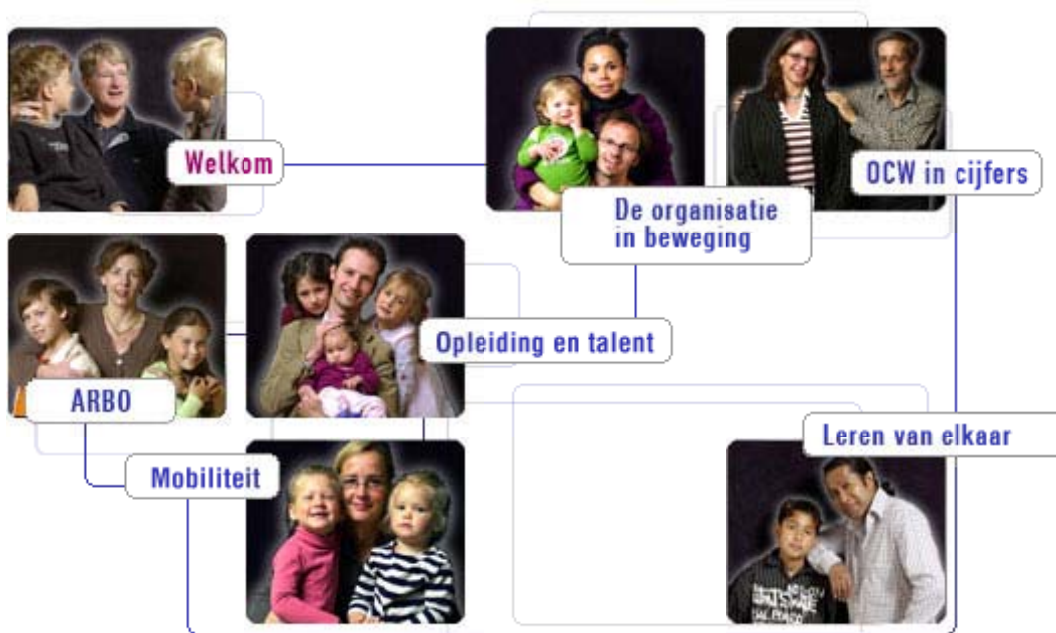 Welkom
De organisatie
in beweging
OCW in cijfers
Opleiding en talent
ARBO
Mobiliteit
Leren van elkaar